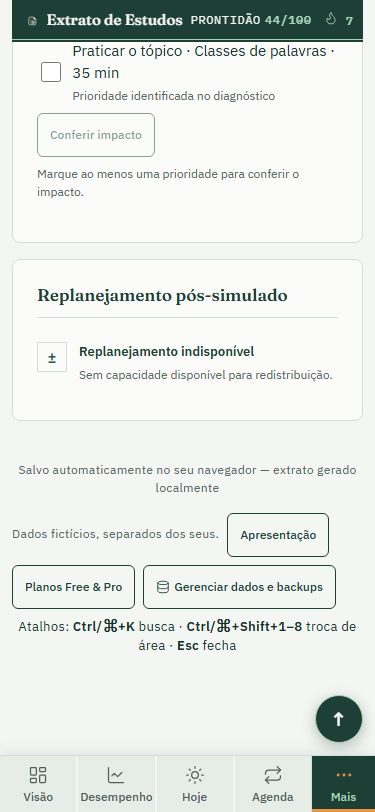 Extrato de Estudos PRONTIDÃO 44/100 7
Praticar o tópico · Classes de palavras ·
35 min
Prioridade identificada no diagnóstico
Conferir impacto
Marque ao menos uma prioridade para conferir o
impacto.
Replanejamento pós-simulado
± Replanejamento indisponível
Sem capacidade disponível para redistribuição.
Salvo automaticamente no seu navegador — extrato gerado
localmente
Dados fictícios, separados dos seus. Apresentação
Planos Free & Pro Gerenciar dados e backups
Atalhos: Ctrl/⌘+K busca · Ctrl/⌘+Shift+1–8 troca de
área · Esc fecha
↑
Visão Desempenho Hoje Agenda Mais